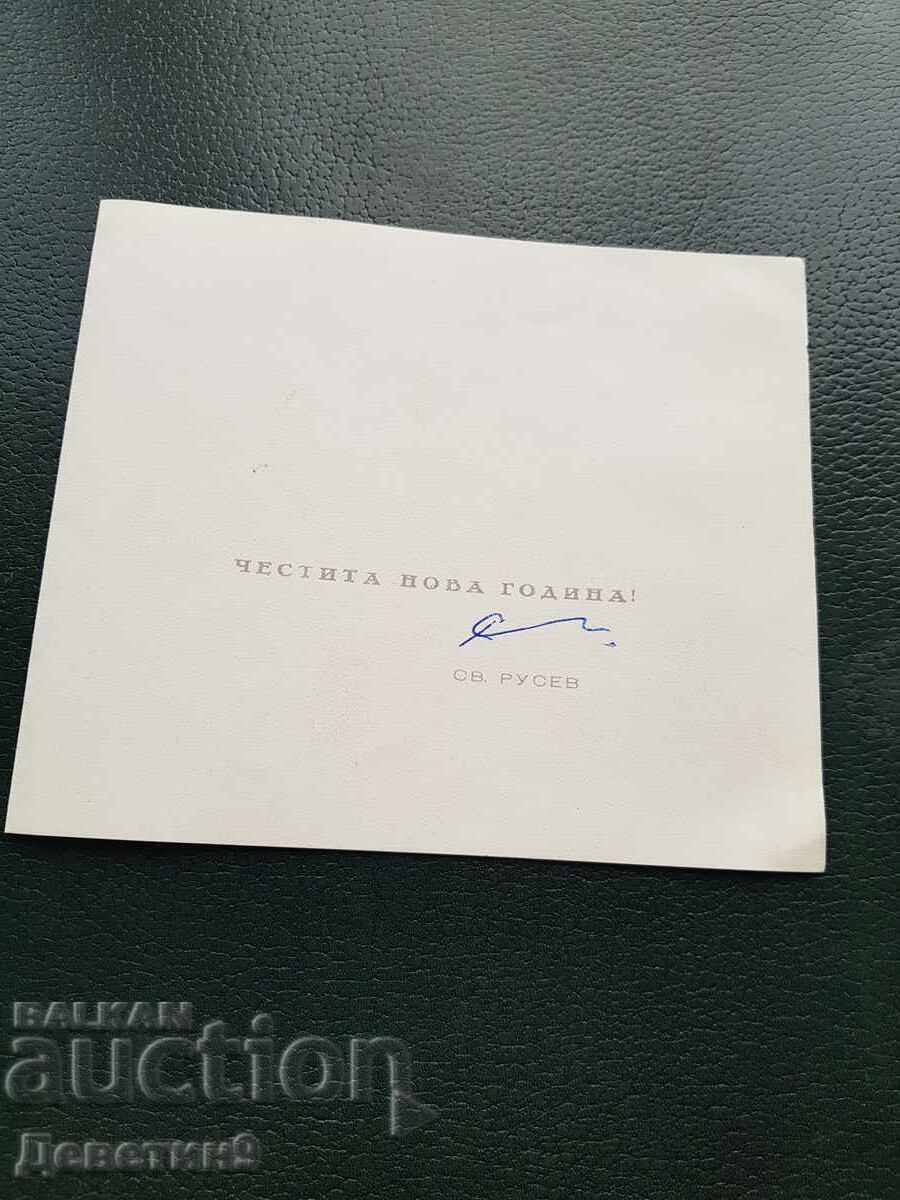 ЧЕСТИТА НОВА ГОДИНА!
СВ. РУСЕВ
BALKAN
auction
Деветин9